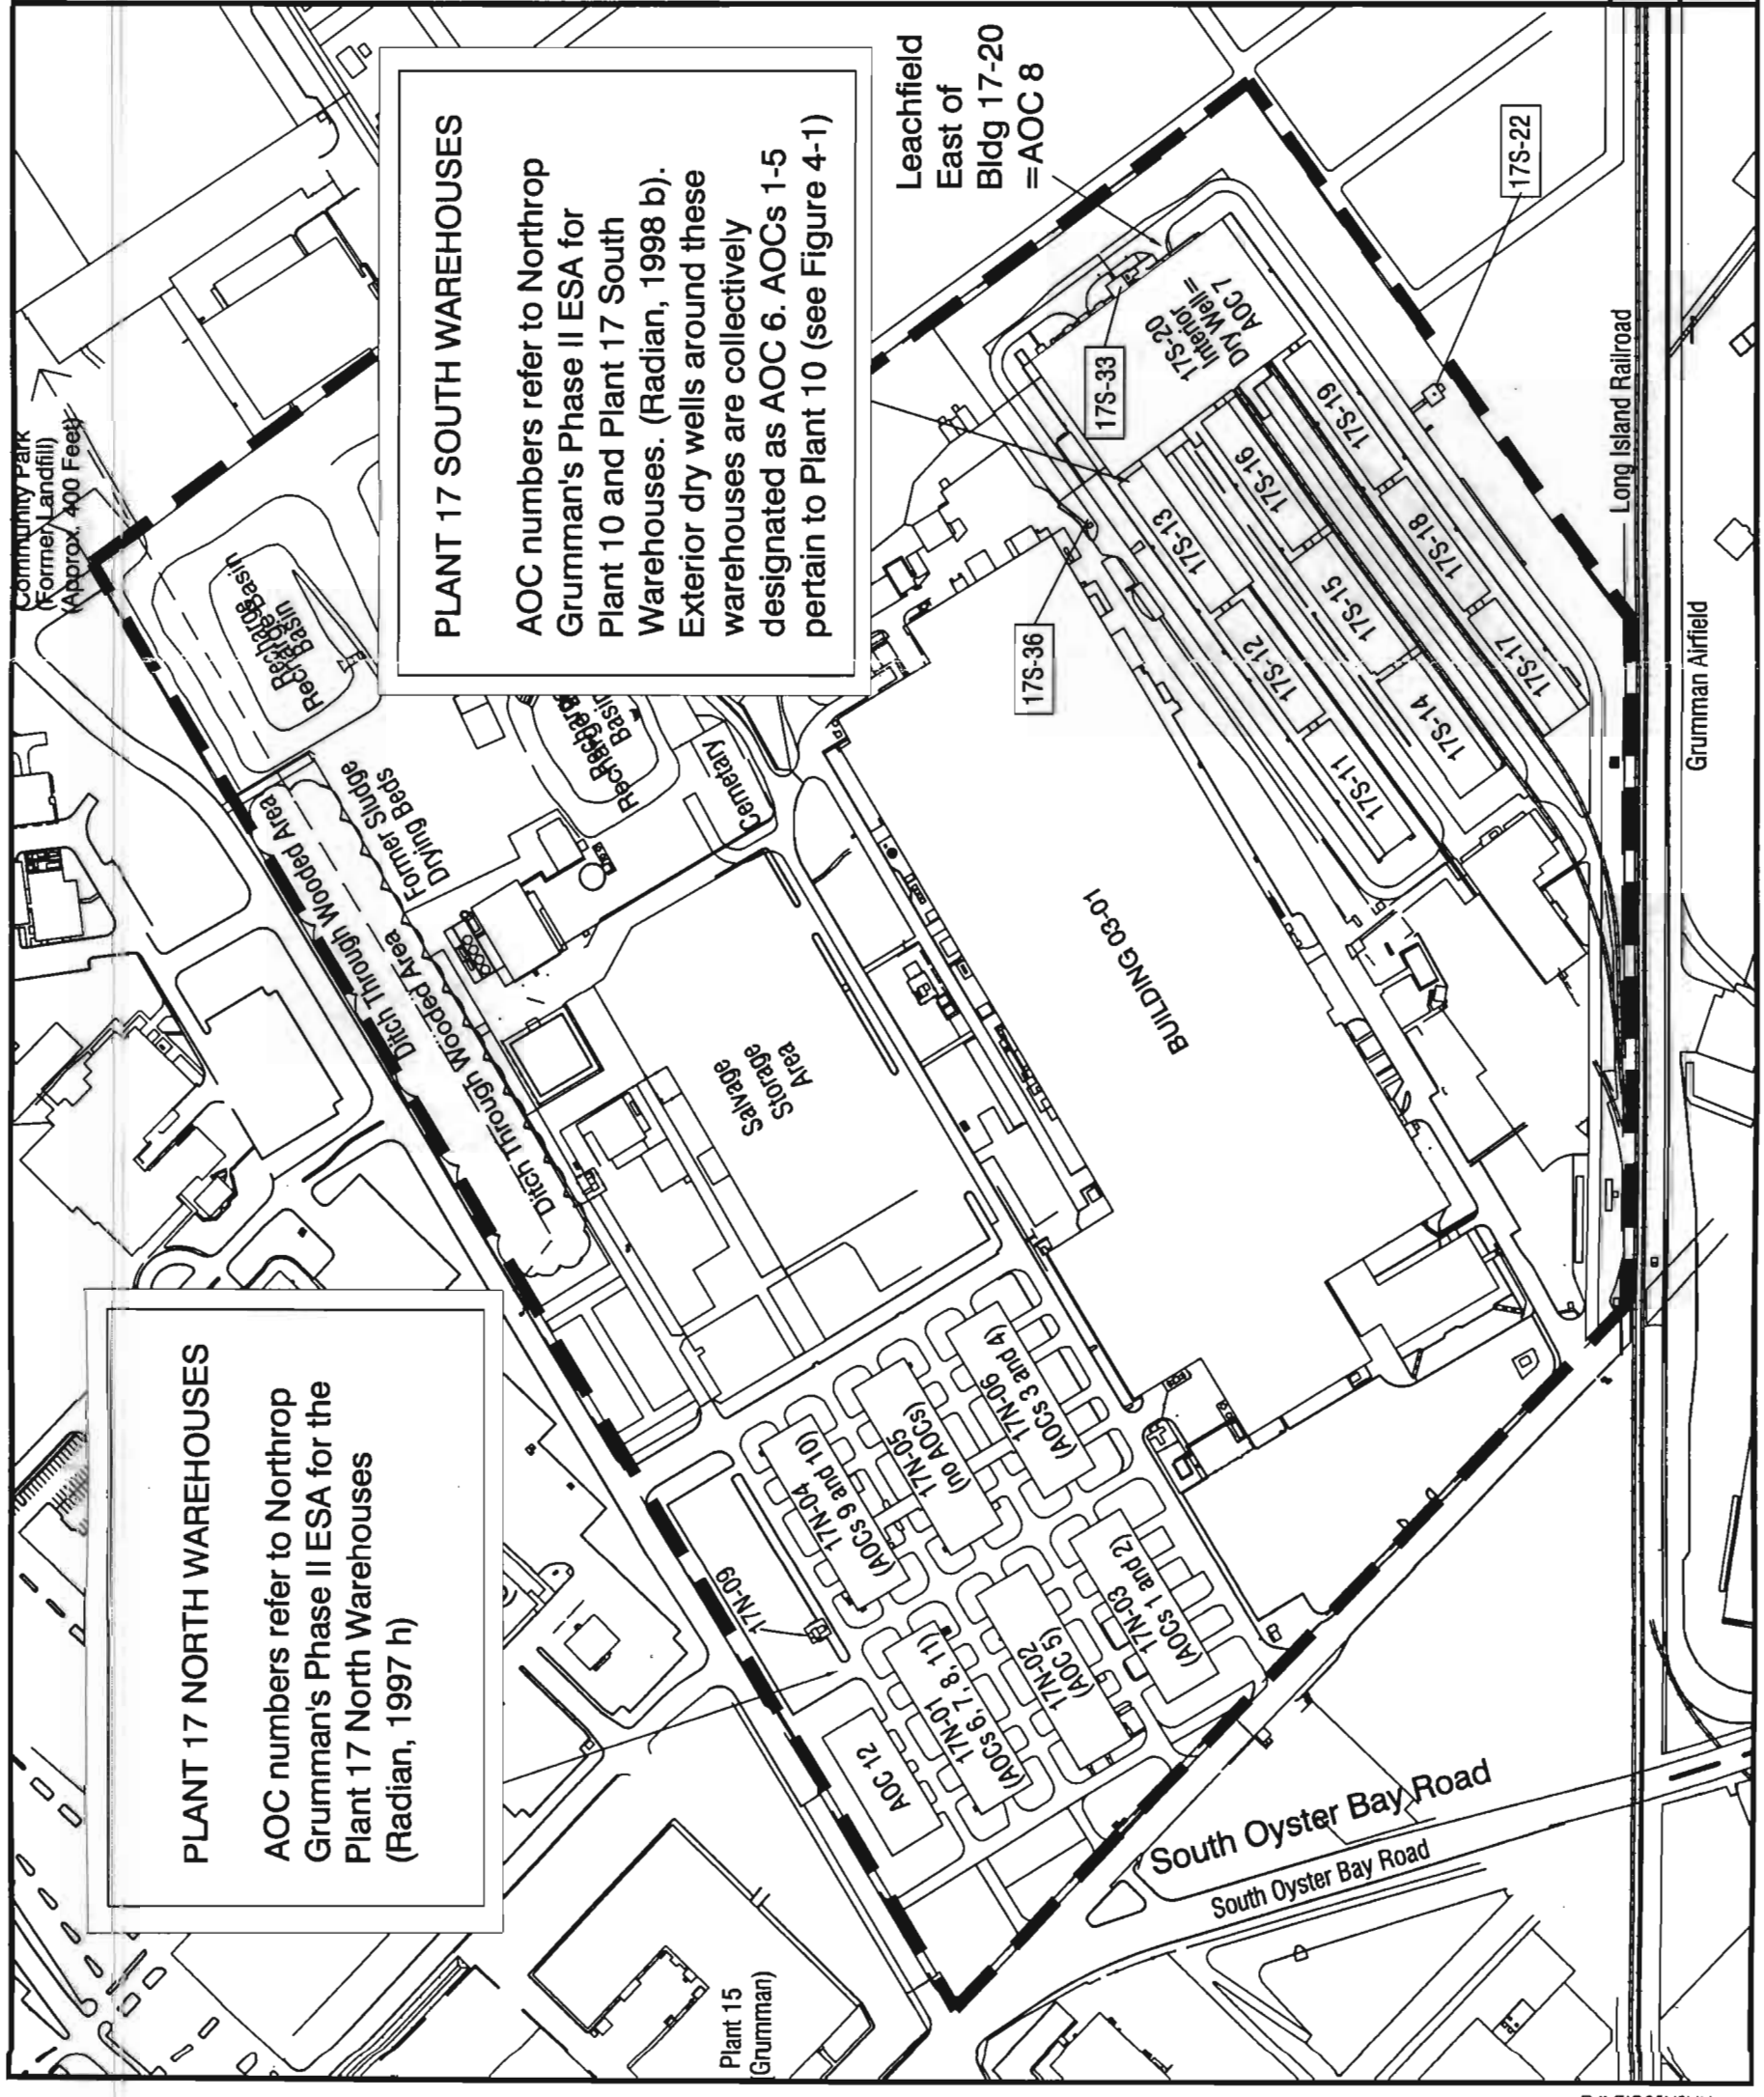 PLANT 17 NORTH WAREHOUSES
AOC numbers refer to Northrop
Grumman's Phase II ESA for the
Plant 17 North Warehouses
(Radian, 1997 h)
PLANT 17 SOUTH WAREHOUSES
AOC numbers refer to Northrop
Grumman's Phase II ESA for
Plant 10 and Plant 17 South
Warehouses. (Radian, 1998 b).
Exterior dry wells around these
warehouses are collectively
designated as AOC 6. AOCs 1-5
pertain to Plant 10 (see Figure 4-1)
Community Park
(Former Landfill)
(Approx. 400 Feet)
Recharge Basin
Recharge
Basin
Ditch Through Wooded Area
Ditch Through Wooded Area
Ditch Through Wooded Area
Former Sludge
Drying Beds
Recharge
Basin
Cemetary
Salvage
Storage
Area
BUILDING 03-01
Leachfield
East of
Bldg 17-20
=AOC 8
17S-22
17S-33
17S-36
17S-20
Interior
Dry Well=
AOC 7
17S-19
17S-18
17S-17
17S-16
17S-15
17S-14
17S-13
17S-12
17S-11
17N-09
17N-04
(AOCs 9 and 10)
17N-05
(no AOCs)
17N-06
(AOCs 3 and 4)
17N-01
(AOCs 6, 7, 8, 11)
17N-02
(AOC 5)
17N-03
(AOCs 1 and 2)
AOC 12
Plant 15
(Grumman)
South Oyster Bay Road
South Oyster Bay Road
Long Island Railroad
Grumman Airfield